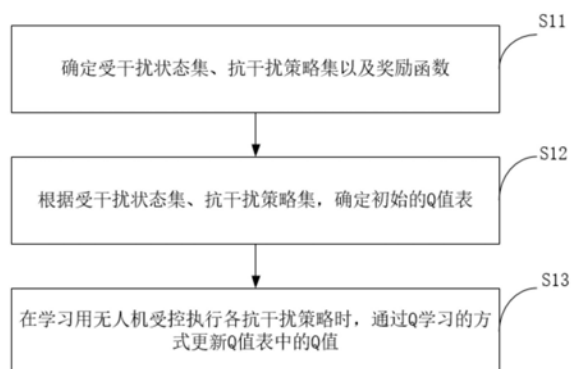 S11
确定受干扰状态集、抗干扰策略集以及奖励函数
S12
根据受干扰状态集、抗干扰策略集，确定初始的Q值表
S13
在学习用无人机受控执行各抗干扰策略时，通过Q学习的方
式更新Q值表中的Q值